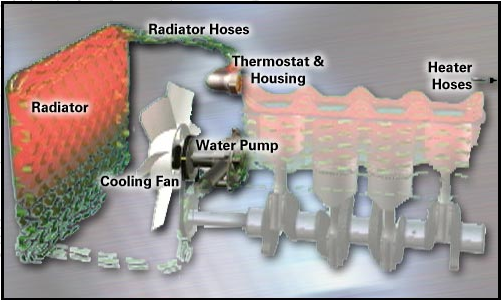 Radiator Hoses
Thermostat &
Housing
Heater
Hoses
Radiator
Water Pump
Cooling Fan